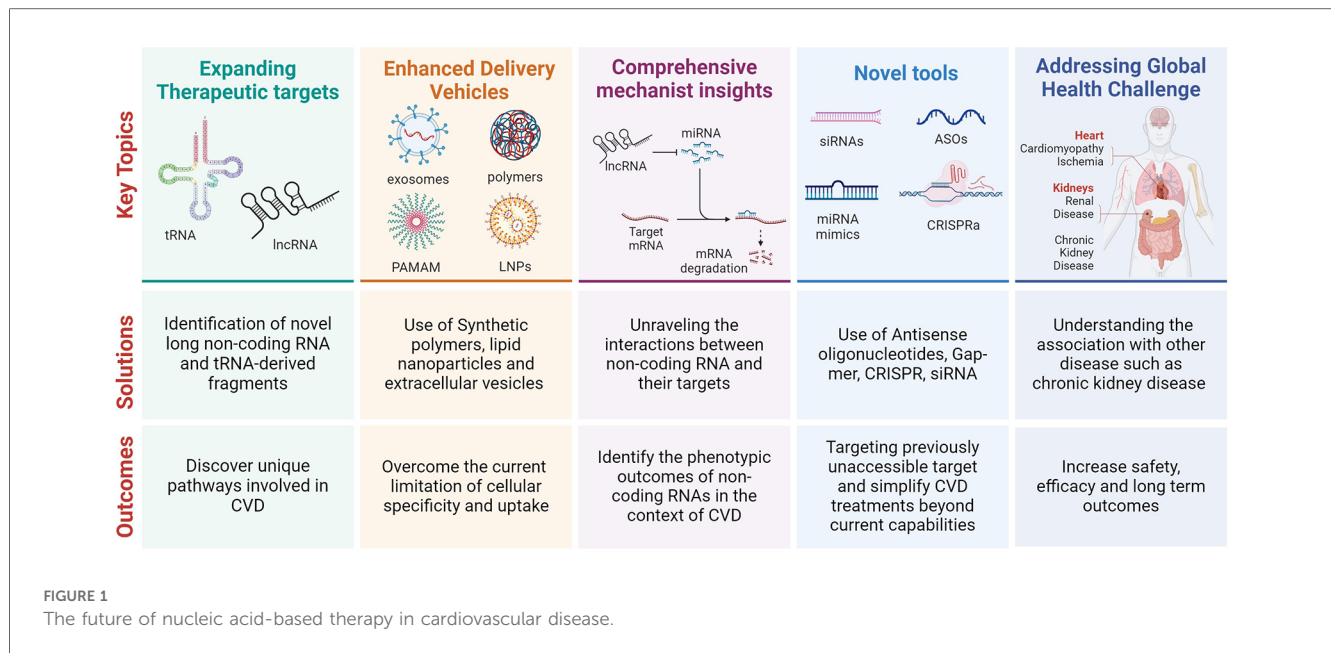 Key Topics
Expanding
Therapeutic targets
tRNA
lncRNA
Enhanced Delivery
Vehicles
exosomes
polymers
PAMAM
LNPs
Comprehensive
mechanist insights
lncRNA
miRNA
Target
mRNA
mRNA
degradation
Novel tools
siRNAs
ASOs
miRNA
mimics
CRISPRa
Addressing Global
Health Challenge
Heart
Cardiomyopathy
Ischemia
Kidneys
Renal
Disease
Chronic
Kidney
Disease
Solutions
Identification of novel
long non-coding RNA
and tRNA-derived
fragments
Use of Synthetic
polymers, lipid
nanoparticles and
extracellular vesicles
Unraveling the
interactions between
non-coding RNA and
their targets
Use of Antisense
oligonucleotides, Gap-
mer, CRISPR, siRNA
Understanding the
association with other
disease such as
chronic kidney disease
Outcomes
Discover unique
pathways involved in
CVD
Overcome the current
limitation of cellular
specificity and uptake
Identify the phenotypic
outcomes of non-
coding RNAs in the
context of CVD
Targeting previously
unaccessible target
and simplify CVD
treatments beyond
current capabilities
Increase safety,
efficacy and long term
outcomes
FIGURE 1
The future of nucleic acid-based therapy in cardiovascular disease.